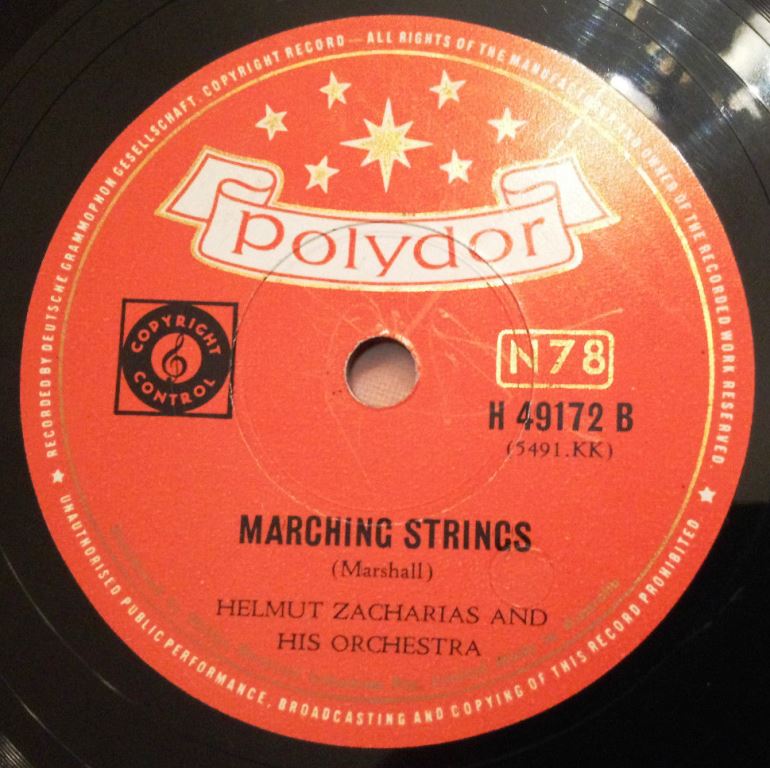 RECORDED BY DEUTSCHE GRAMMOPHON GESELLSCHAFT. COPYRIGHT RECORD — ALL RIGHTS OF THE MANUFACTURER AND OWNER OF THE RECORDED WORK RESERVED.
polydor
COPYRIGHT
CONTROL
N78
H 49172 B
(5491.KK)
MARCHING STRINGS
(Marshall)
HELMUT ZACHARIAS AND
HIS ORCHESTRA
UNAUTHORISED PUBLIC PERFORMANCE, BROADCASTING AND COPYING OF THIS RECORD PROHIBITED.